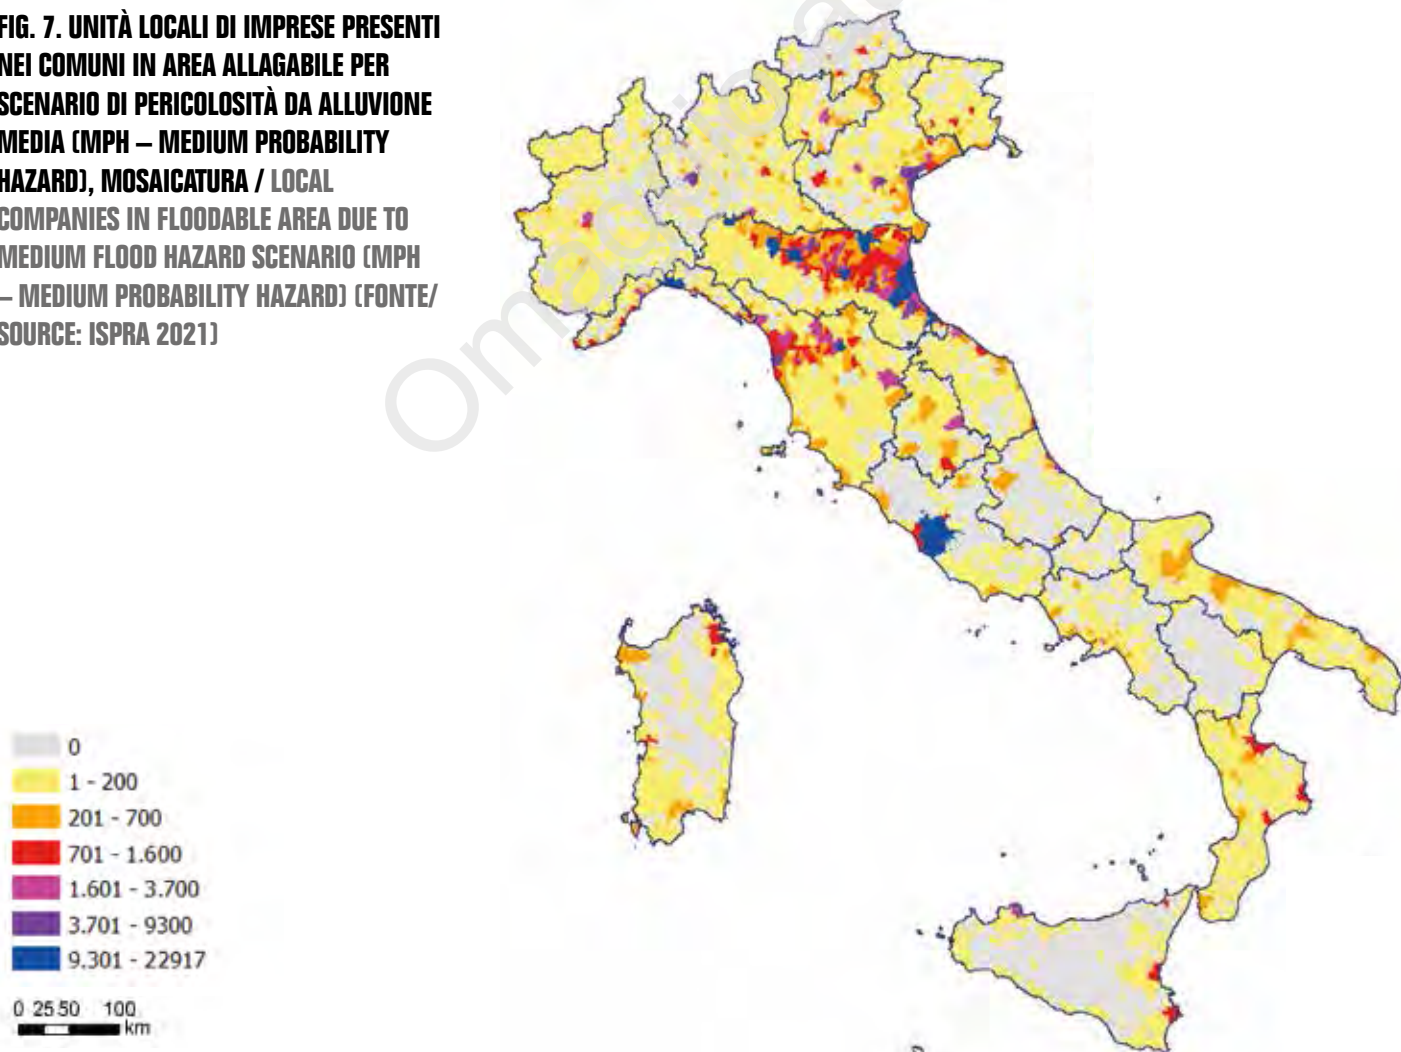 FIG. 7. UNITÀ LOCALI DI IMPRESE PRESENTI
NEI COMUNI IN AREA ALLAGABILE PER
SCENARIO DI PERICOLOSITÀ DA ALLUVIONE
MEDIA (MPH – MEDIUM PROBABILITY
HAZARD), MOSAICATURA / LOCAL
COMPANIES IN FLOODABLE AREA DUE TO
MEDIUM FLOOD HAZARD SCENARIO (MPH
– MEDIUM PROBABILITY HAZARD) (FONTE/
SOURCE: ISPRA 2021)
0
1 - 200
201 - 700
701 - 1.600
1.601 - 3.700
3.701 - 9300
9.301 - 22917
0 25 50 100
km